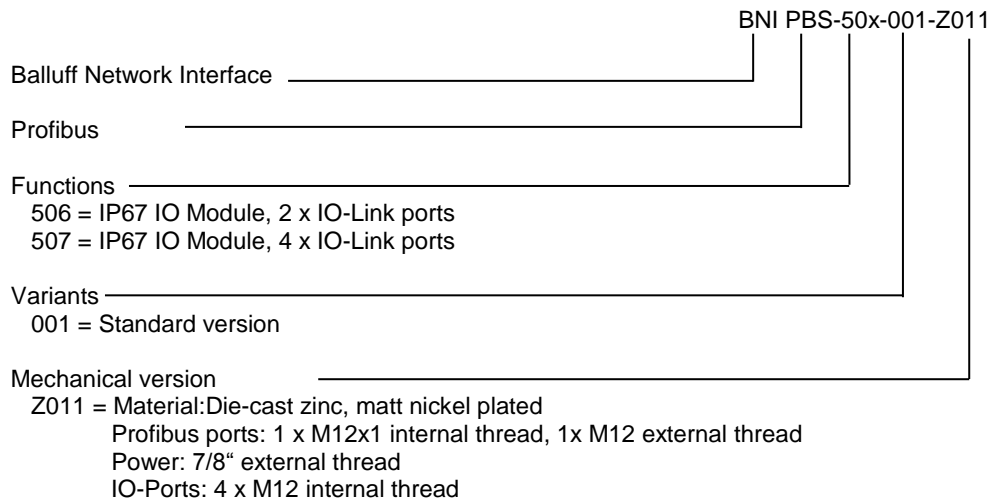 BNI PBS-50x-001-Z011
Balluff Network Interface
Profibus
Functions
506 = IP67 IO Module, 2 x IO-Link ports
507 = IP67 IO Module, 4 x IO-Link ports
Variants
001 = Standard version
Mechanical version
Z011 = Material:Die-cast zinc, matt nickel plated
Profibus ports: 1 x M12x1 internal thread, 1x M12 external thread
Power: 7/8“ external thread
IO-Ports: 4 x M12 internal thread